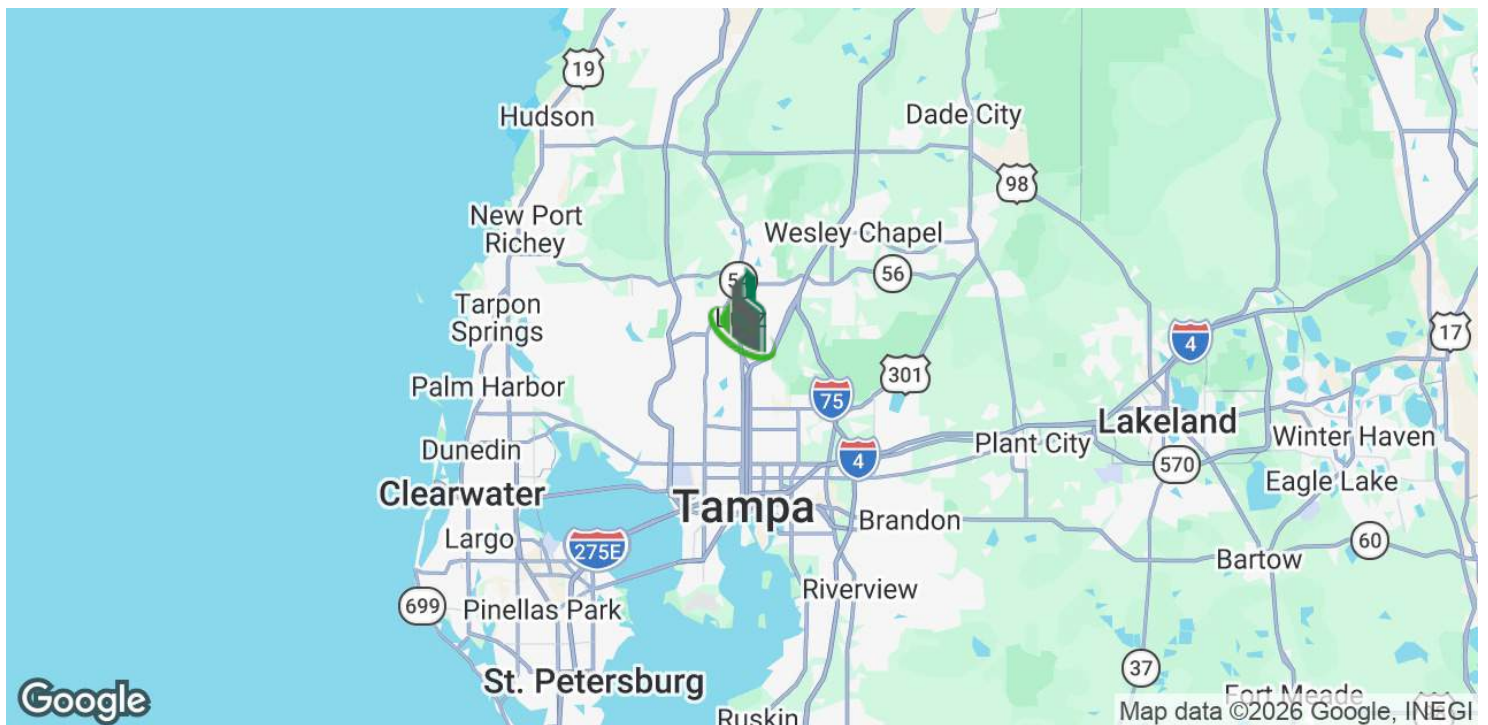 19
Hudson
Dade City
98
New Port
Richey
Wesley Chapel
56
Tarpon
Springs
17
4
Palm Harbor
301
75
Lakeland
Dunedin
Plant City
Winter Haven
4
570
Clearwater
Eagle Lake
Tampa
Brandon
Largo
275E
60
Bartow
Riverview
699
Pinellas Park
37
St. Petersburg
Fort Meade
Google
Ruskin
Map data ©2026 Google, INEGI